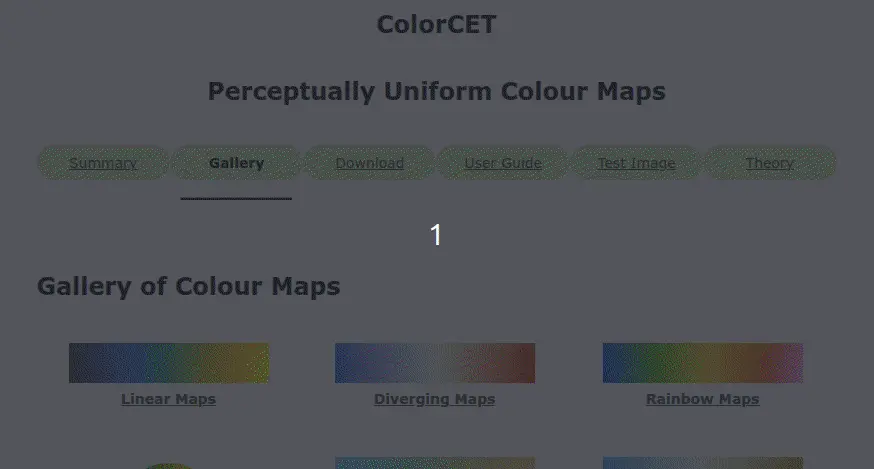 ColorCET
Perceptually Uniform Colour Maps
Summary Gallery Download User Guide Test Image Theory
1
Gallery of Colour Maps
Linear Maps Diverging Maps Rainbow Maps